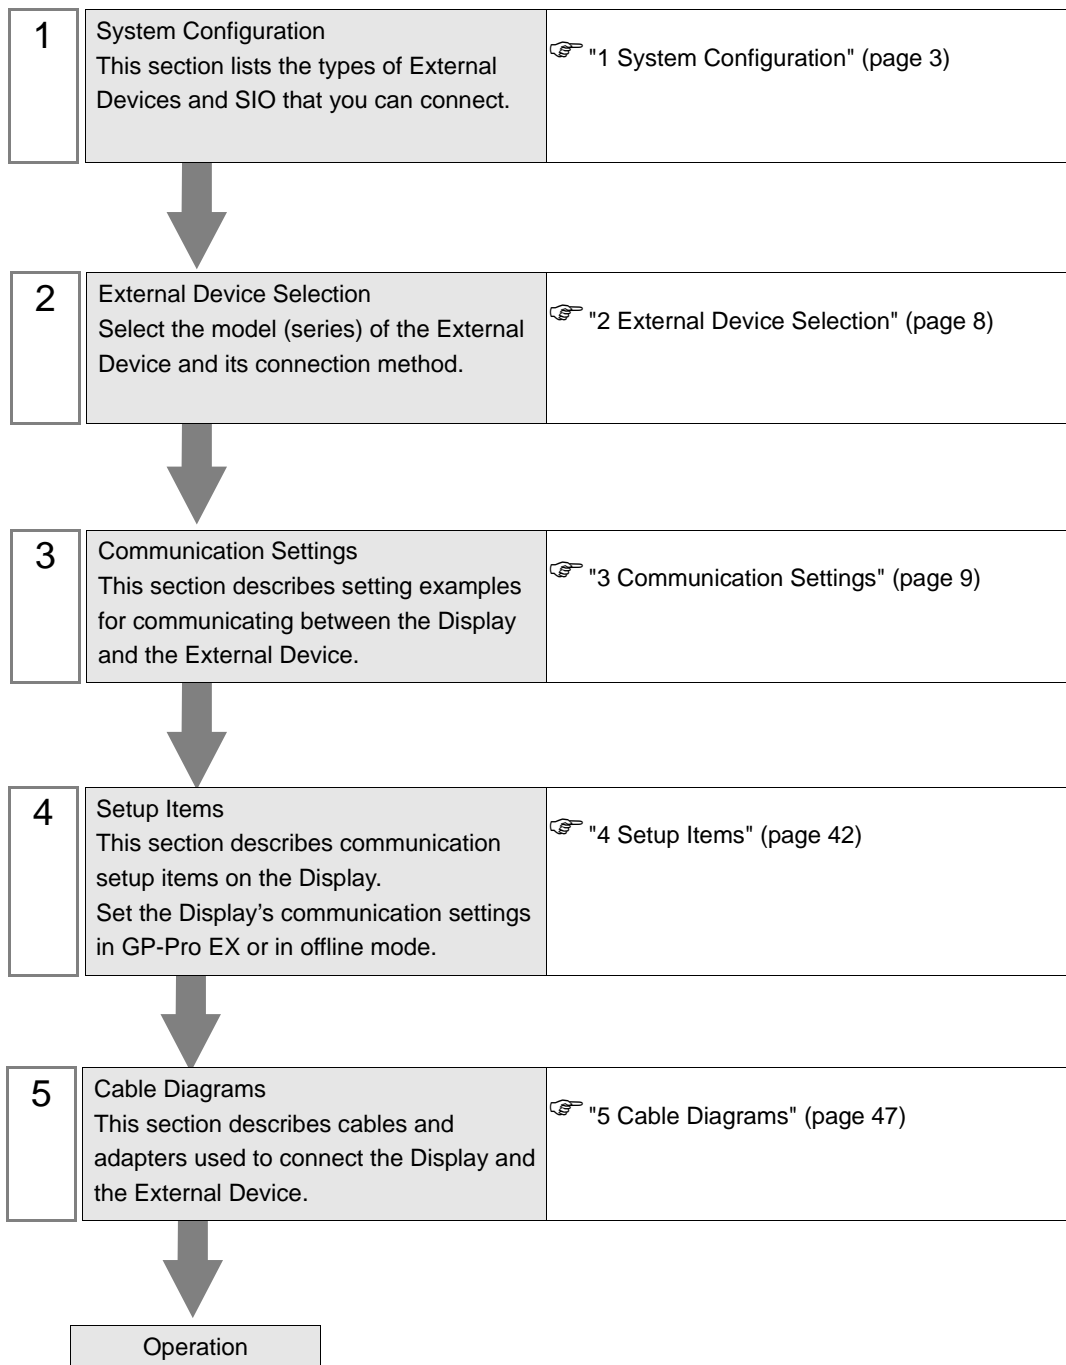 1
System Configuration
This section lists the types of External
Devices and SIO that you can connect.
"1 System Configuration" (page 3)
2
External Device Selection
Select the model (series) of the External
Device and its connection method.
"2 External Device Selection" (page 8)
3
Communication Settings
This section describes setting examples
for communicating between the Display
and the External Device.
"3 Communication Settings" (page 9)
4
Setup Items
This section describes communication
setup items on the Display.
Set the Display's communication settings
in GP-Pro EX or in offline mode.
"4 Setup Items" (page 42)
5
Cable Diagrams
This section describes cables and
adapters used to connect the Display and
the External Device.
"5 Cable Diagrams" (page 47)
Operation